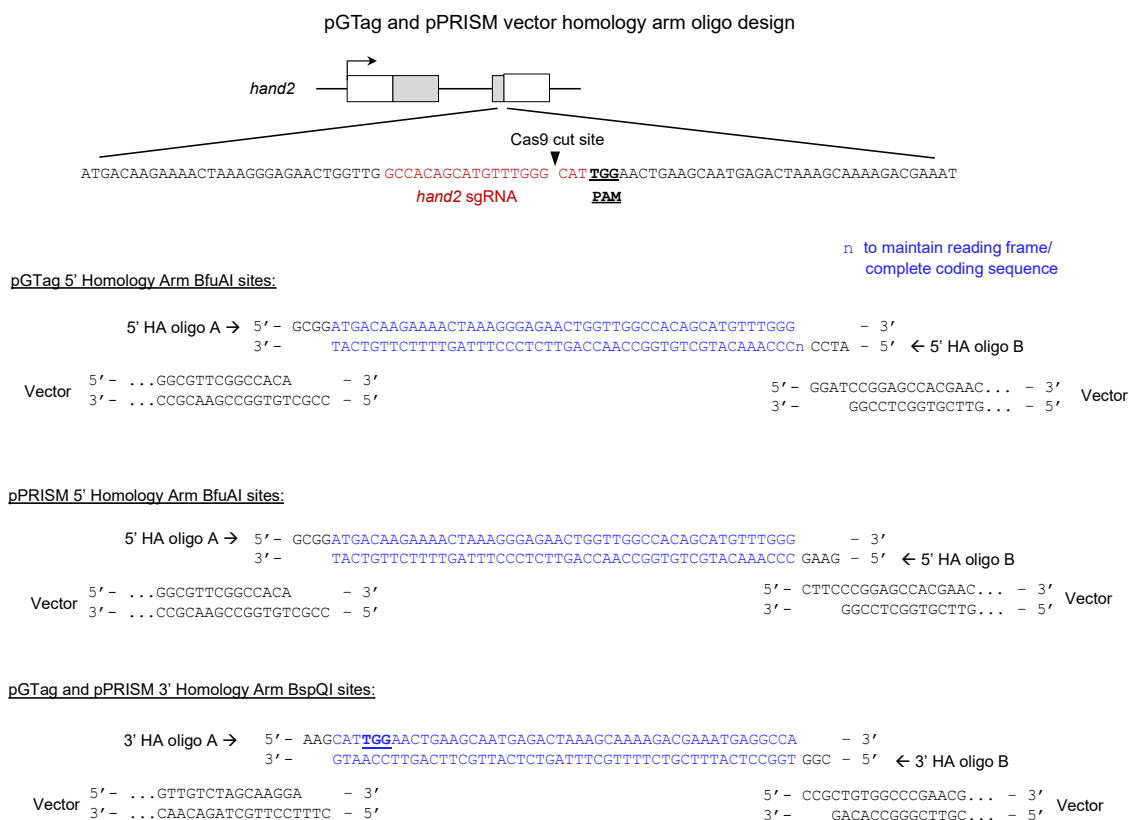 pGTag and pPRISM vector homology arm oligo design
hand2
Cas9 cut site
ATGACAAGAAAACTAAAGGGAGAACTGGTTG GCCACAGCATGTTTGGG CAT TGGAACTGAAGCAATGAGACTAAAGCAAAAGACGAAAT
hand2 sgRNA PAM
n to maintain reading frame/
complete coding sequence
pGTag 5’ Homology Arm BfuAI sites:
5’ HA oligo A → 5’- GCGGATGACAAGAAAACTAAAGGGAGAACTGGTTGGCCACAGCATGTTTGGG - 3’
3’- TACTGTTCTTTTGATTTCCCTCTTGACCAACCGGTGTCGTACAAACCCn CCTA - 5’ ← 5’ HA oligo B
Vector 5’- ...GGCGTTCGGCCACA - 3’ 5’- GGATCCGGAGCCACGAAC... - 3’ Vector
3’- ...CCGCAAGCCGGTGTCGCC - 5’ 3’- GGCCTCGGTGCTTG... - 5’
pPRISM 5’ Homology Arm BfuAI sites:
5’ HA oligo A → 5’- GCGGATGACAAGAAAACTAAAGGGAGAACTGGTTGGCCACAGCATGTTTGGG - 3’
3’- TACTGTTCTTTTGATTTCCCTCTTGACCAACCGGTGTCGTACAAACCC GAAG - 5’ ← 5’ HA oligo B
Vector 5’- ...GGCGTTCGGCCACA - 3’ 5’- CTTCCCGGAGCCACGAAC... - 3’ Vector
3’- ...CCGCAAGCCGGTGTCGCC - 5’ 3’- GGCCTCGGTGCTTG... - 5’
pGTag and pPRISM 3’ Homology Arm BspQI sites:
3’ HA oligo A → 5’- AAGCATTGGAACTGAAGCAATGAGACTAAAGCAAAAGACGAAATGAGGCCA - 3’
3’- GTAACCTTGACTTCGTTACTCTGATTTCGTTTTCTGCTTTACTCCGGT GGC - 5’ ← 3’ HA oligo B
Vector 5’- ...GTTGTCTAGCAAGGA - 3’ 5’- CCGCTGTGGCCCGAACG... - 3’ Vector
3’- ...CAACAGATCGTTCCTTTC - 5’ 3’- GACACCGGGCTTGC... - 5’